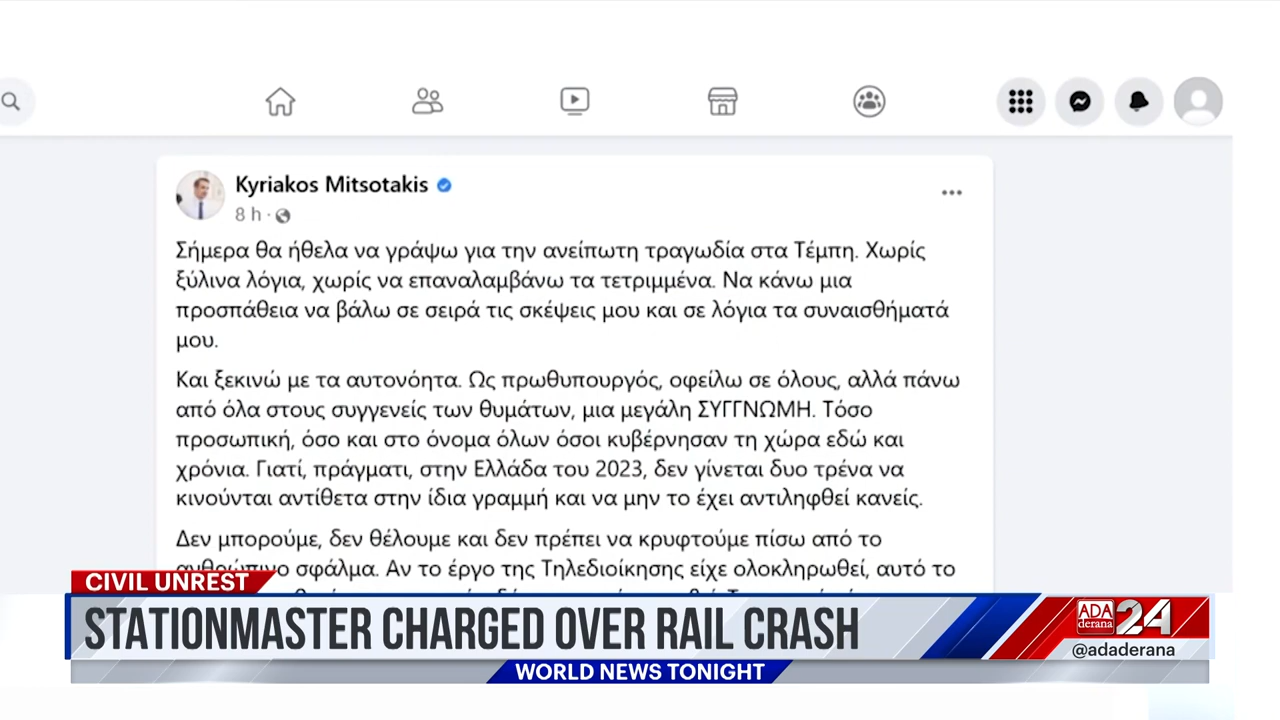 Kyriakos Mitsotakis
8 h
Σήμερα θα ήθελα να γράψω για την ανείπωτη τραγωδία στα Τέμπη. Χωρίς
ξύλινα λόγια, χωρίς να επαναλαμβάνω τα τετριμμένα. Να κάνω μια
προσπάθεια να βάλω σε σειρά τις σκέψεις μου και σε λόγια τα συναισθήματά
μου.
Και ξεκινώ με τα αυτονόητα. Ως πρωθυπουργός, οφείλω σε όλους, αλλά πάνω
από όλα στους συγγενείς των θυμάτων, μια μεγάλη ΣΥΓΓΝΩΜΗ. Τόσο
προσωπική, όσο και στο όνομα όλων όσοι κυβέρνησαν τη χώρα εδώ και
χρόνια. Γιατί, πράγματι, στην Ελλάδα του 2023, δεν γίνεται δυο τρένα να
κινούνται αντίθετα στην ίδια γραμμή και να μην το έχει αντιληφθεί κανείς.
Δεν μπορούμε, δεν θέλουμε και δεν πρέπει να κρυφτούμε πίσω από το
ανθρώπινο σφάλμα. Αν το έργο της Τηλεδιοίκησης είχε ολοκληρωθεί, αυτό το
CIVIL UNREST
STATIONMASTER CHARGED OVER RAIL CRASH
ADA
derana
24
@adaderana
WORLD NEWS TONIGHT